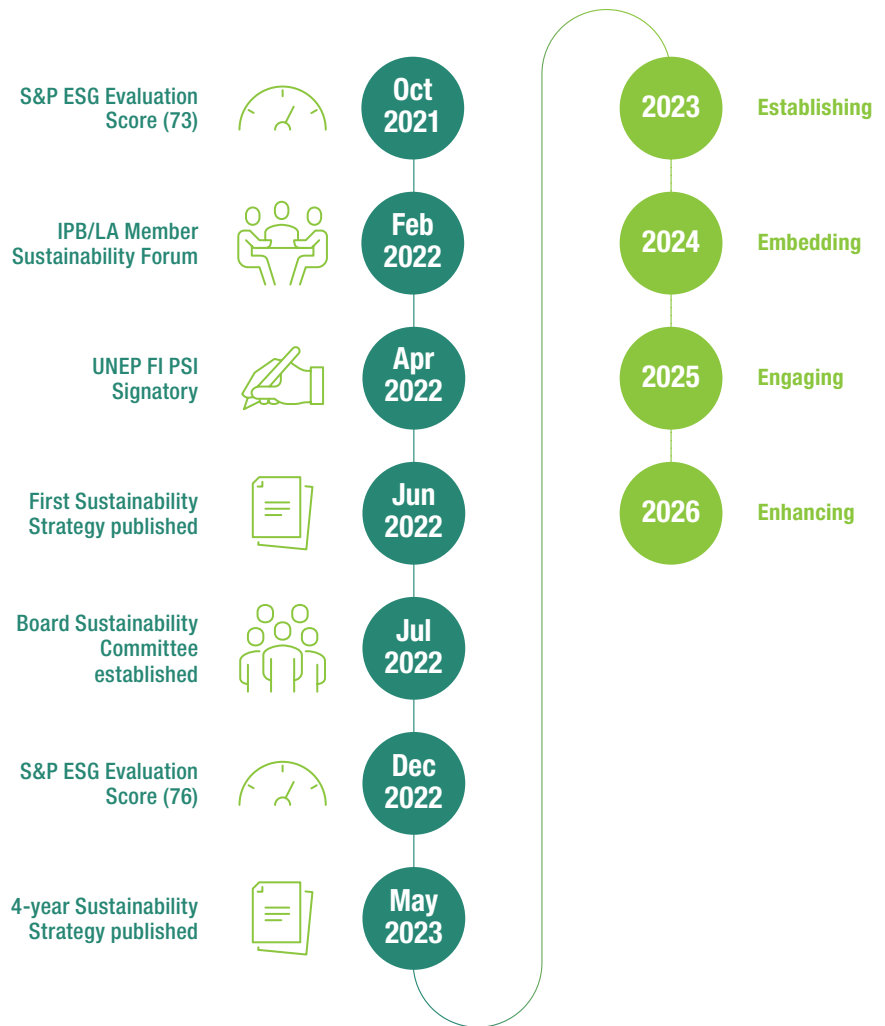 S&P ESG Evaluation
Score (73)
Oct
2021
IPB/LA Member
Sustainability Forum
Feb
2022
UNEP FI PSI
Signatory
Apr
2022
First Sustainability
Strategy published
Jun
2022
Board Sustainability
Committee
established
Jul
2022
S&P ESG Evaluation
Score (76)
Dec
2022
4-year Sustainability
Strategy published
May
2023
2023
Establishing
2024
Embedding
2025
Engaging
2026
Enhancing